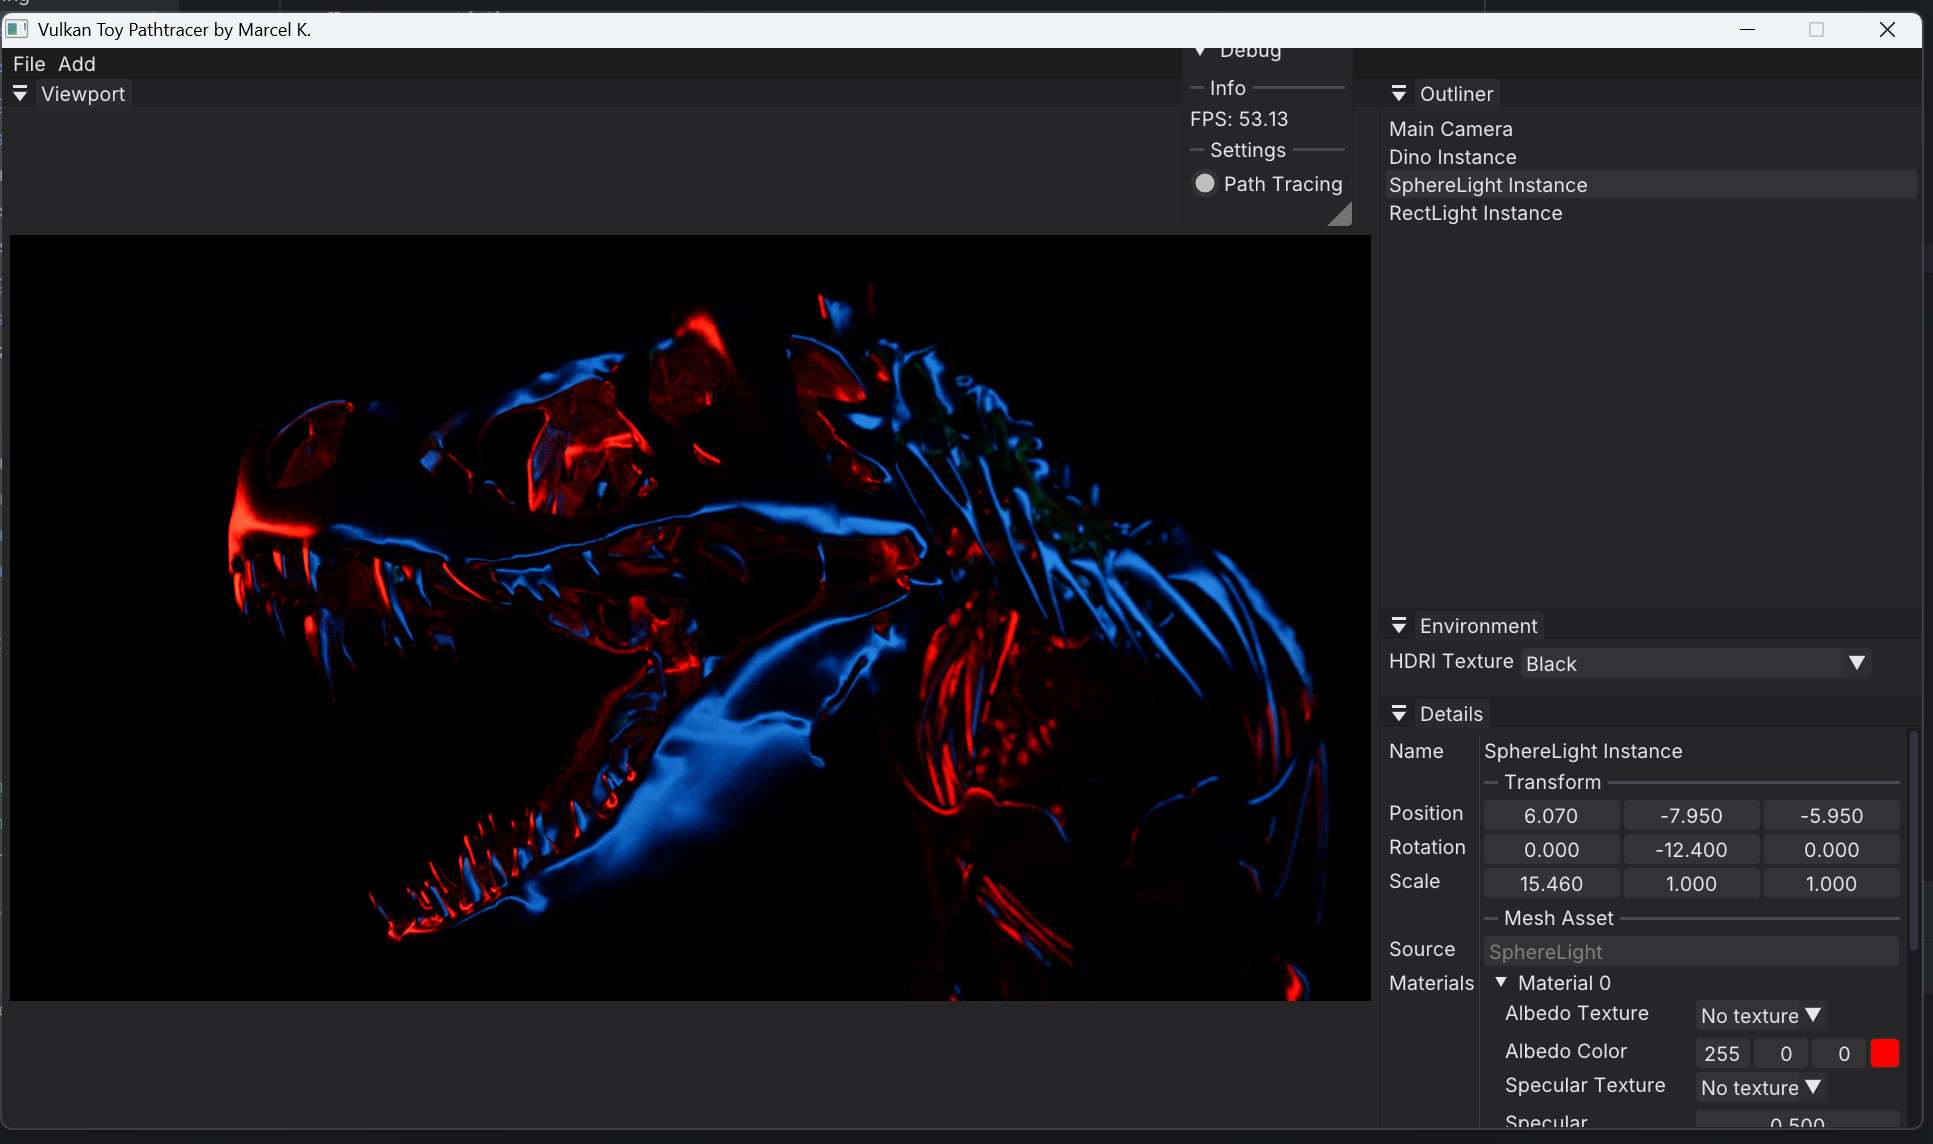 Vulkan Toy Pathtracer by Marcel K.
File Add
Debug
Viewport
Info
FPS: 53.13
Settings
Path Tracing
Outliner
Main Camera
Dino Instance
SphereLight Instance
RectLight Instance
Environment
HDRI Texture Black
Details
Name SphereLight Instance
Transform
Position 6.070 -7.950 -5.950
Rotation 0.000 -12.400 0.000
Scale 15.460 1.000 1.000
Mesh Asset
Source SphereLight
Materials Material 0
Albedo Texture No texture
Albedo Color 255 0 0
Specular Texture No texture
Specular 0.500